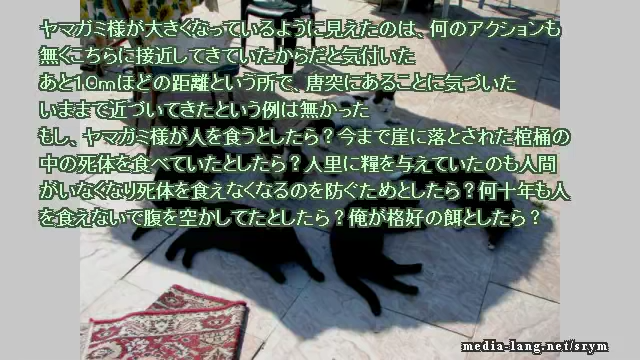 ヤマガミ様が大きくなっているように見えたのは、何のアクションも
無くこちらに接近してきていたからだと気付いた
あと10mほどの距離という所で、唐突にあることに気づいた
いままで近づいてきたという例は無かった
もし、ヤマガミ様が人を食うとしたら？今まで崖に落とされた棺桶の
中の死体を食べていたとしたら？人里に糧を与えていたのも人間
がいなくなり死体を食えなくなるのを防ぐためとしたら？何十年も人
を食えないで腹を空かしてたとしたら？俺が格好の餌としたら？
media-lang.net/srym